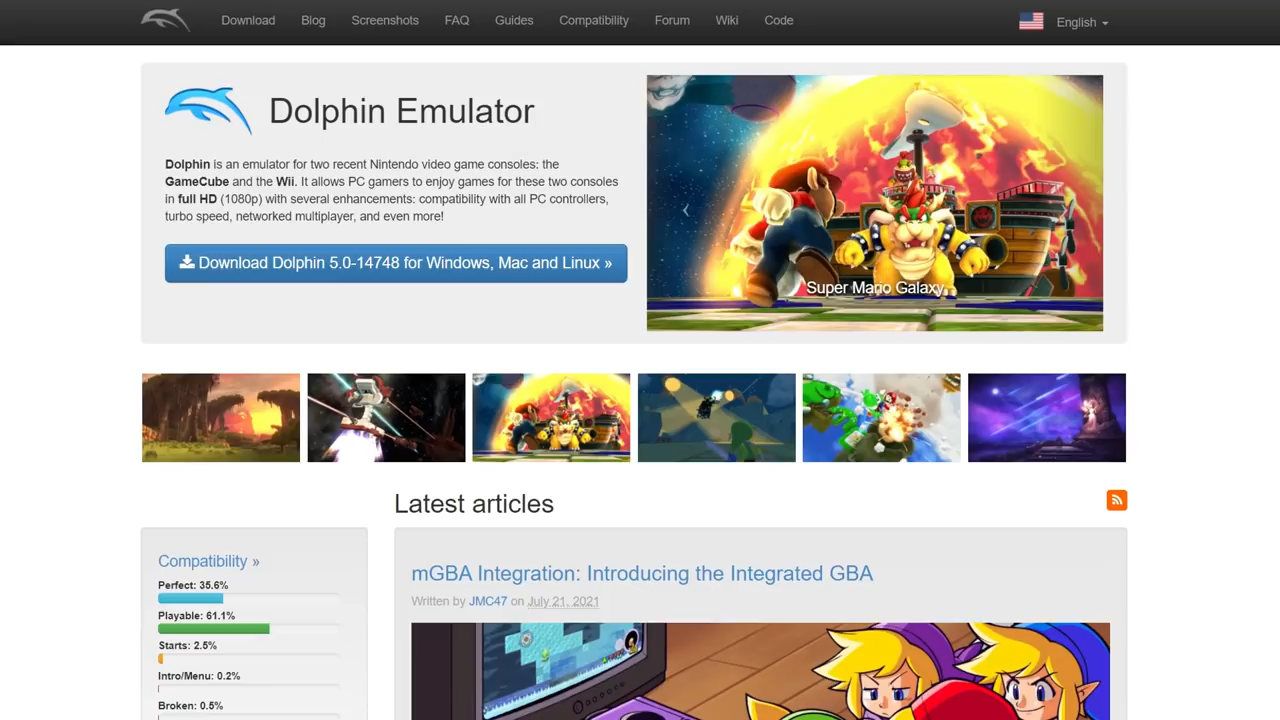 Download Blog Screenshots FAQ Guides Compatibility Forum Wiki Code English
Dolphin Emulator
Dolphin is an emulator for two recent Nintendo video game consoles: the
GameCube and the Wii. It allows PC gamers to enjoy games for these two consoles
in full HD (1080p) with several enhancements: compatibility with all PC controllers,
turbo speed, networked multiplayer, and even more!
Download Dolphin 5.0-14748 for Windows, Mac and Linux »
Super Mario Galaxy
Latest articles
Compatibility »
Perfect: 35.6%
Playable: 61.1%
Starts: 2.5%
Intro/Menu: 0.2%
Broken: 0.5%
mGBA Integration: Introducing the Integrated GBA
Written by JMC47 on July 21, 2021